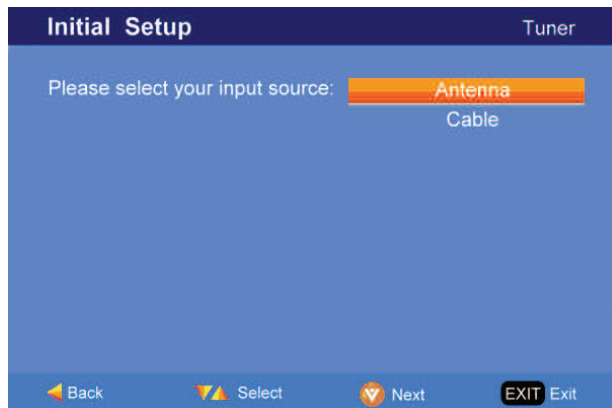 Initial Setup Tuner
Please select your input source: Antenna
Cable
Back Select Next EXIT Exit